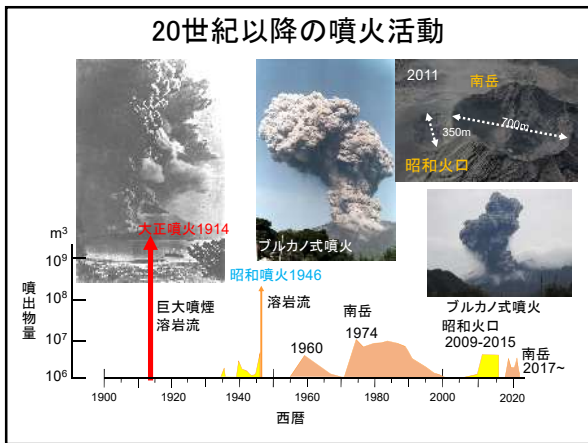 20世紀以降の噴火活動
2011
南岳
700m
350m
昭和火口
大正噴火1914
ブルカノ式噴火
昭和噴火1946
ブルカノ式噴火
m³
10⁹
10⁸
10⁷
10⁶
噴出物量
巨大噴煙
溶岩流
溶岩流
1960
南岳
1974
昭和火口
2009-2015
南岳
2017~
1900
1920
1940
1960
1980
2000
2020
西暦